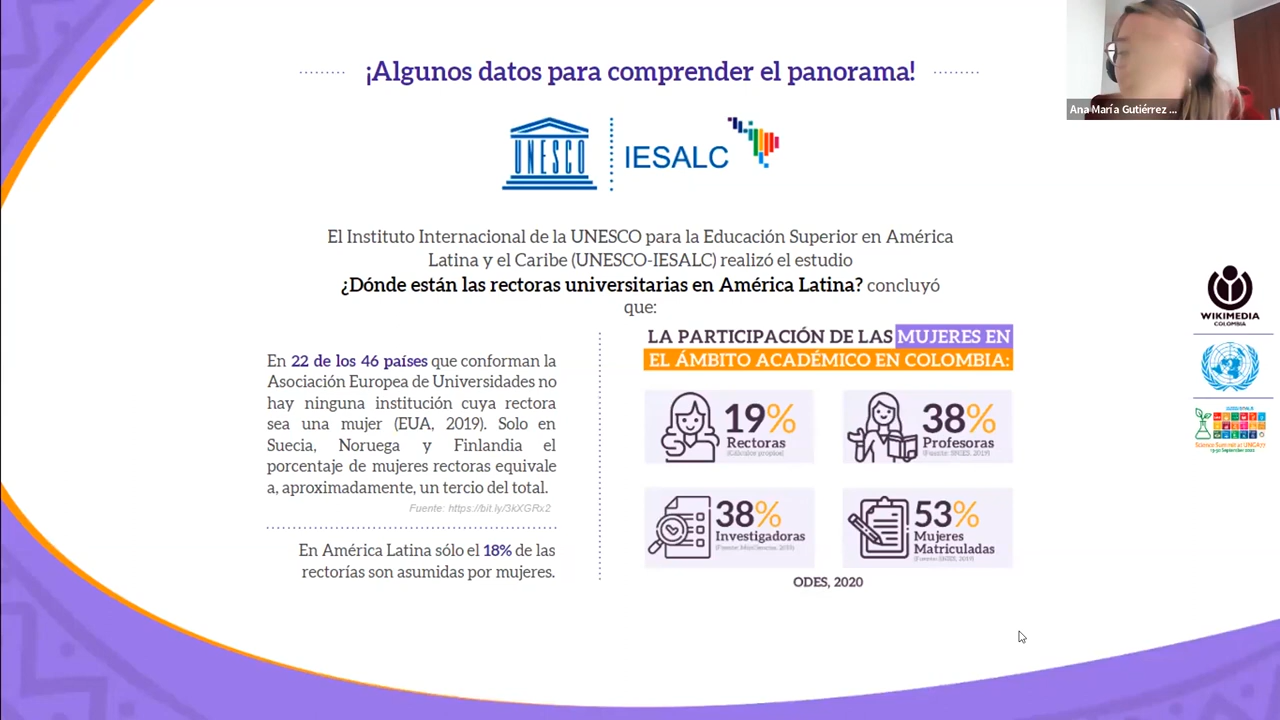 ¡Algunos datos para comprender el panorama!
Ana María Gutiérrez ...
UNESCO
IESALC
El Instituto Internacional de la UNESCO para la Educación Superior en América
Latina y el Caribe (UNESCO-IESALC) realizó el estudio
¿Dónde están las rectoras universitarias en América Latina? concluyó
que:
En 22 de los 46 países que conforman la
Asociación Europea de Universidades no
hay ninguna institución cuya rectora
sea una mujer (EUA, 2019). Solo en
Suecia, Noruega y Finlandia el
porcentaje de mujeres rectoras equivale
a, aproximadamente, un tercio del total.
Fuente: https://bit.ly/3kXGRx2
En América Latina sólo el 18% de las
rectorías son asumidas por mujeres.
LA PARTICIPACIÓN DE LAS MUJERES EN
EL ÁMBITO ACADÉMICO EN COLOMBIA:
19%
Rectoras
(Cálculos propios)
38%
Profesoras
(Fuente: SNIES, 2019)
38%
Investigadoras
53%
Mujeres
Matriculadas
(Fuente: SNIES, 2019)
ODES, 2020
WIKIMEDIA
COLOMBIA
Science Summit at UNGA77